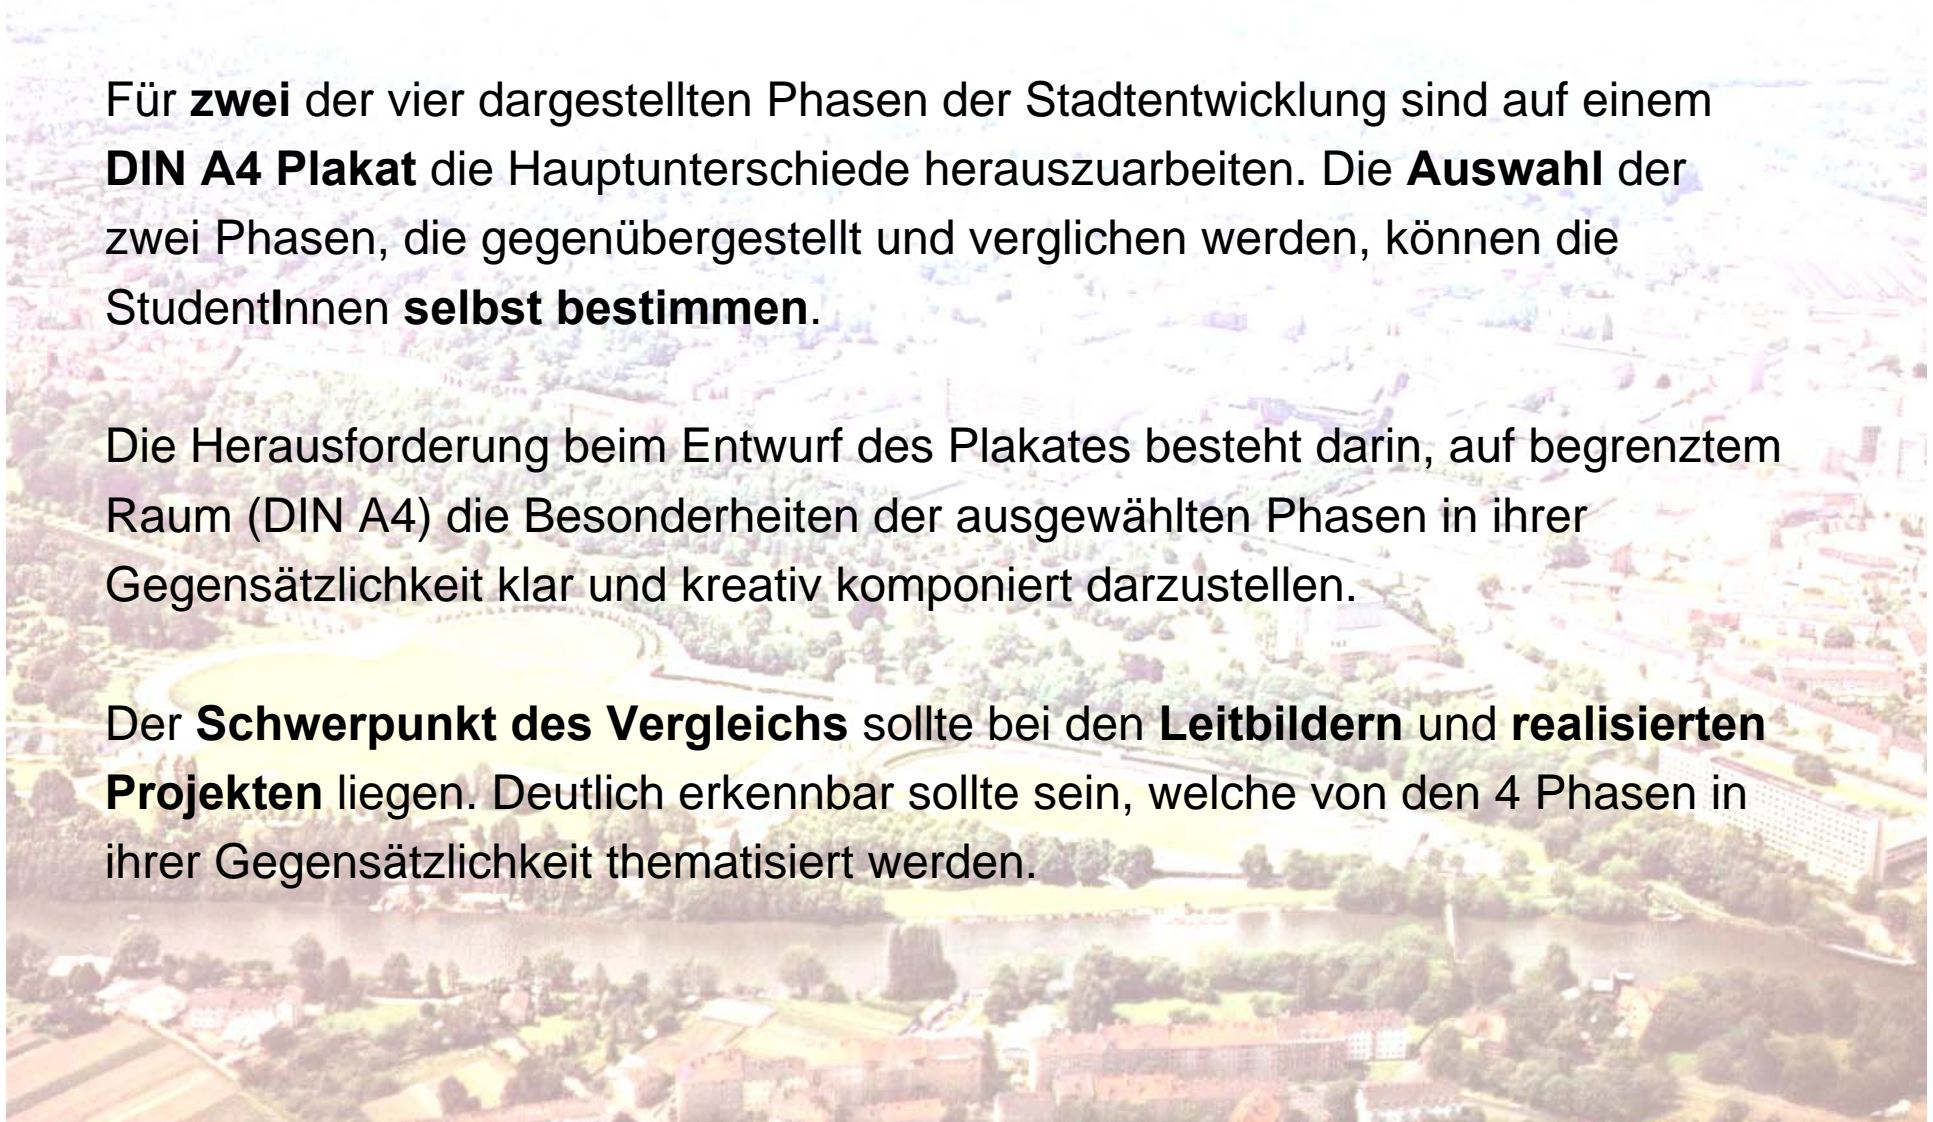 Für zwei der vier dargestellten Phasen der Stadtentwicklung sind auf einem
DIN A4 Plakat die Hauptunterschiede herauszuarbeiten. Die Auswahl der
zwei Phasen, die gegenübergestellt und verglichen werden, können die
StudentInnen selbst bestimmen.
Die Herausforderung beim Entwurf des Plakates besteht darin, auf begrenztem
Raum (DIN A4) die Besonderheiten der ausgewählten Phasen in ihrer
Gegensätzlichkeit klar und kreativ komponiert darzustellen.
Der Schwerpunkt des Vergleichs sollte bei den Leitbildern und realisierten
Projekten liegen. Deutlich erkennbar sollte sein, welche von den 4 Phasen in
ihrer Gegensätzlichkeit thematisiert werden.